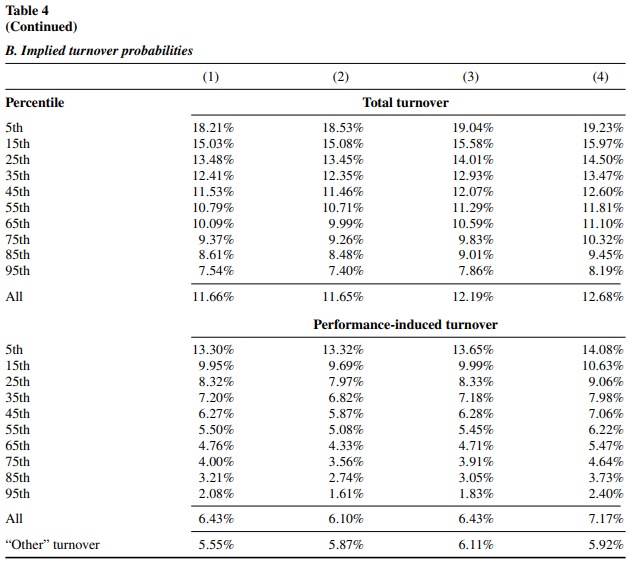 Table 4
(Continued)
B. Implied turnover probabilities
(1) (2) (3) (4)
Percentile Total turnover
5th 18.21% 18.53% 19.04% 19.23%
15th 15.03% 15.08% 15.58% 15.97%
25th 13.48% 13.45% 14.01% 14.50%
35th 12.41% 12.35% 12.93% 13.47%
45th 11.53% 11.46% 12.07% 12.60%
55th 10.79% 10.71% 11.29% 11.81%
65th 10.09% 9.99% 10.59% 11.10%
75th 9.37% 9.26% 9.83% 10.32%
85th 8.61% 8.48% 9.01% 9.45%
95th 7.54% 7.40% 7.86% 8.19%
All 11.66% 11.65% 12.19% 12.68%
Performance-induced turnover
5th 13.30% 13.32% 13.65% 14.08%
15th 9.95% 9.69% 9.99% 10.63%
25th 8.32% 7.97% 8.33% 9.06%
35th 7.20% 6.82% 7.18% 7.98%
45th 6.27% 5.87% 6.28% 7.06%
55th 5.50% 5.08% 5.45% 6.22%
65th 4.76% 4.33% 4.71% 5.47%
75th 4.00% 3.56% 3.91% 4.64%
85th 3.21% 2.74% 3.05% 3.73%
95th 2.08% 1.61% 1.83% 2.40%
All 6.43% 6.10% 6.43% 7.17%
“Other” turnover 5.55% 5.87% 6.11% 5.92%